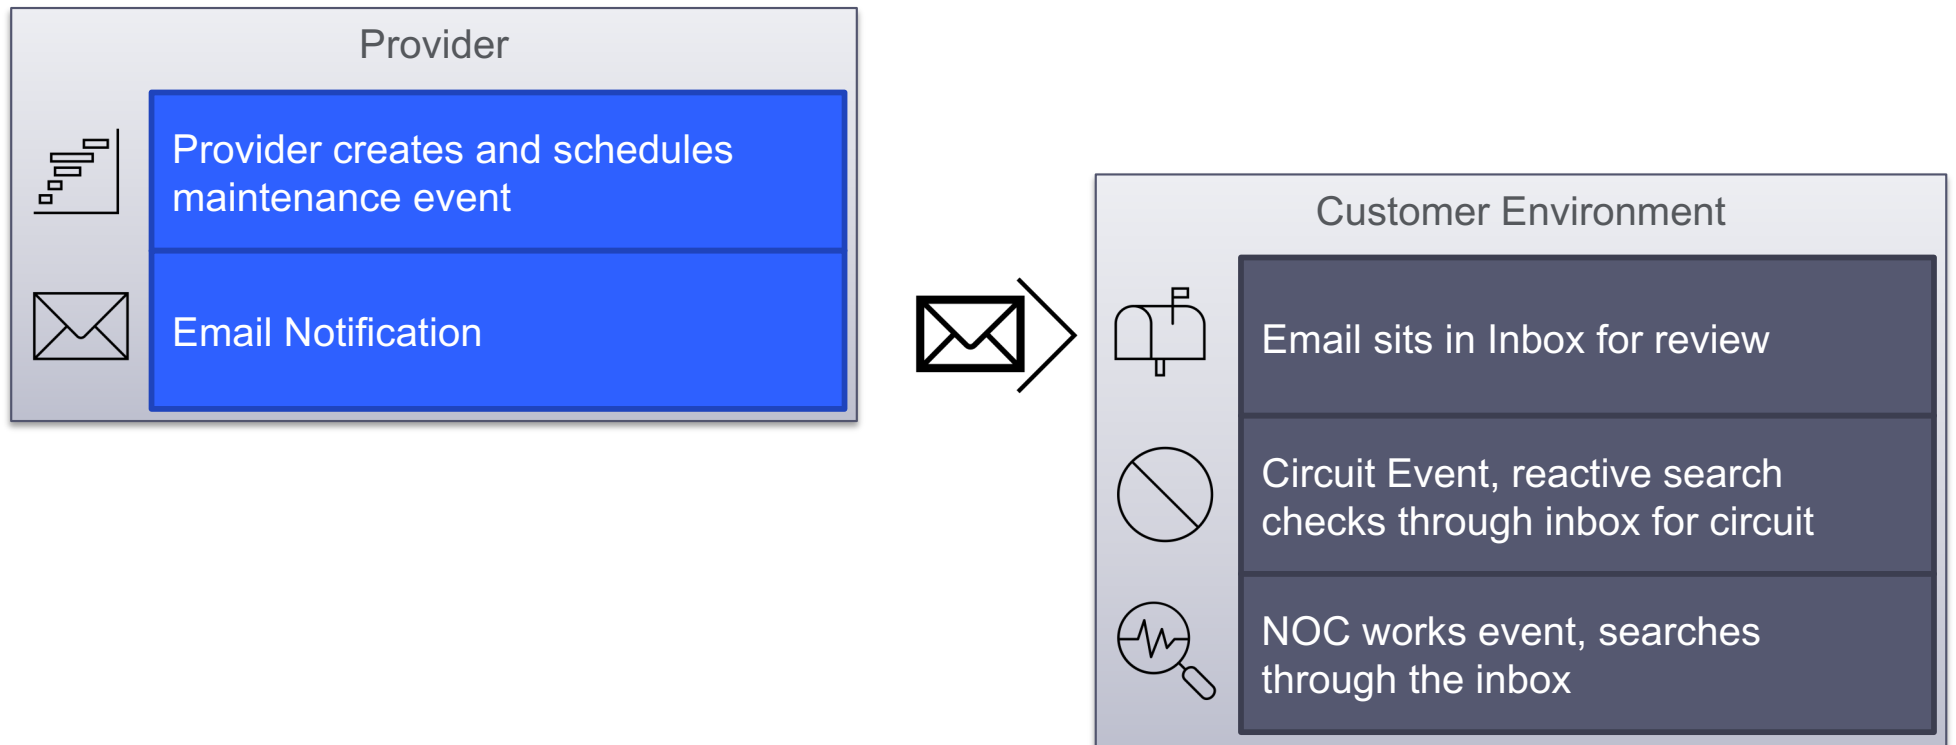 Provider
Provider creates and schedules
maintenance event
Email Notification
Customer Environment
Email sits in Inbox for review
Circuit Event, reactive search
checks through inbox for circuit
NOC works event, searches
through the inbox